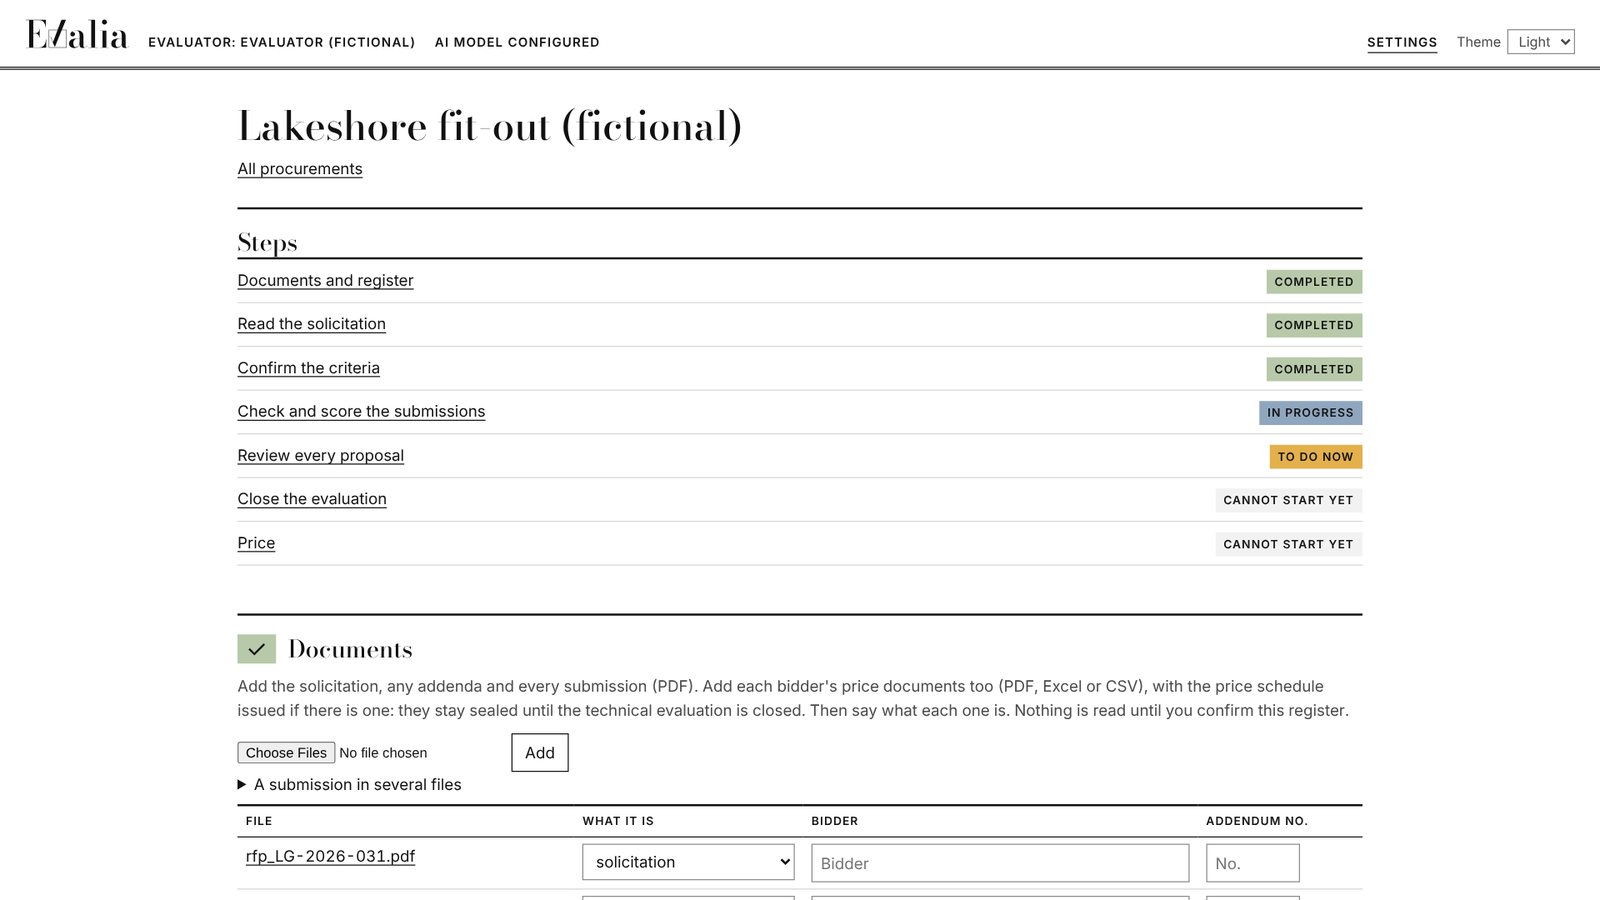 Evalia
EVALUATOR: EVALUATOR (FICTIONAL)
AI MODEL CONFIGURED
SETTINGS
Theme
Light
Lakeshore fit-out (fictional)
All procurements
Steps
Documents and register
COMPLETED
Read the solicitation
COMPLETED
Confirm the criteria
COMPLETED
Check and score the submissions
IN PROGRESS
Review every proposal
TO DO NOW
Close the evaluation
CANNOT START YET
Price
CANNOT START YET
Documents
Add the solicitation, any addenda and every submission (PDF). Add each bidder's price documents too (PDF, Excel or CSV), with the price schedule
issued if there is one: they stay sealed until the technical evaluation is closed. Then say what each one is. Nothing is read until you confirm this register.
Choose Files No file chosen
Add
A submission in several files
FILE
WHAT IT IS
BIDDER
ADDENDUM NO.
rfp_LG-2026-031.pdf
solicitation
Bidder
No.